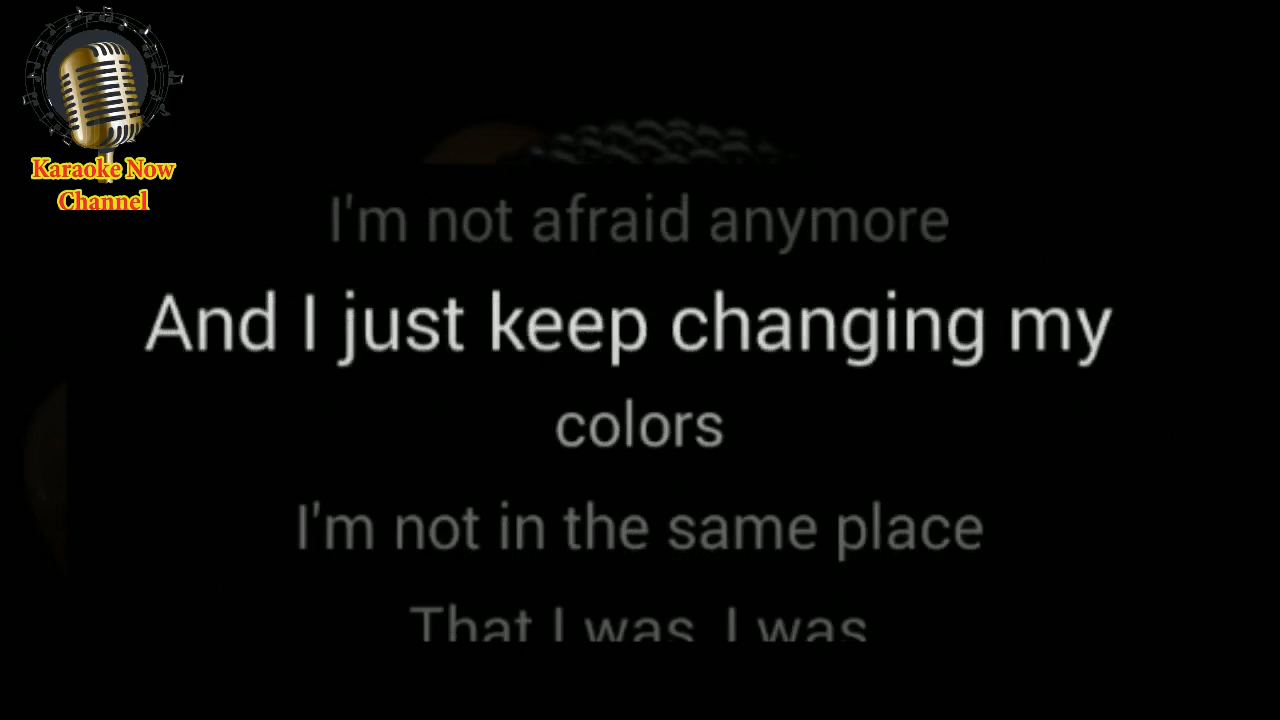 Karaoke Now
Channel
I'm not afraid anymore
And I just keep changing my
colors
I'm not in the same place
That I was, I was